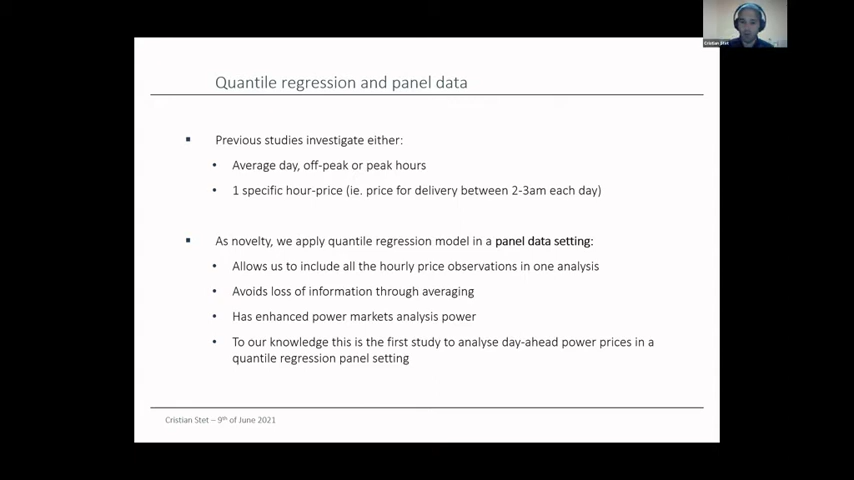 Cristian Stet
Quantile regression and panel data
▪ Previous studies investigate either:
• Average day, off-peak or peak hours
• 1 specific hour-price (ie. price for delivery between 2-3am each day)
▪ As novelty, we apply quantile regression model in a panel data setting:
• Allows us to include all the hourly price observations in one analysis
• Avoids loss of information through averaging
• Has enhanced power markets analysis power
• To our knowledge this is the first study to analyse day-ahead power prices in a
quantile regression panel setting
Cristian Stet – 9th of June 2021